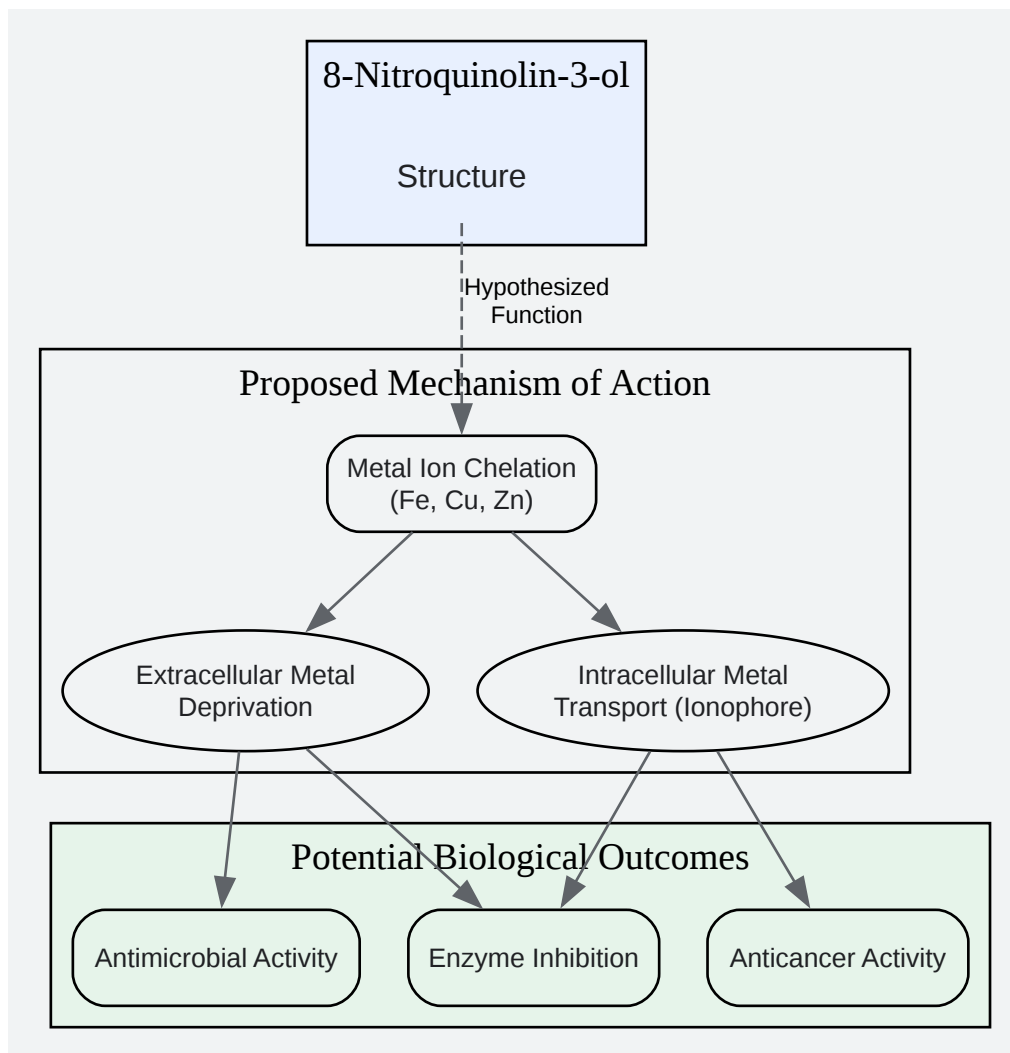 8-Nitroquinolin-3-ol
Structure
Hypothesized
Function
Proposed Mechanism of Action
Metal Ion Chelation
(Fe, Cu, Zn)
Extracellular Metal
Deprivation
Intracellular Metal
Transport (Ionophore)
Potential Biological Outcomes
Antimicrobial Activity
Enzyme Inhibition
Anticancer Activity